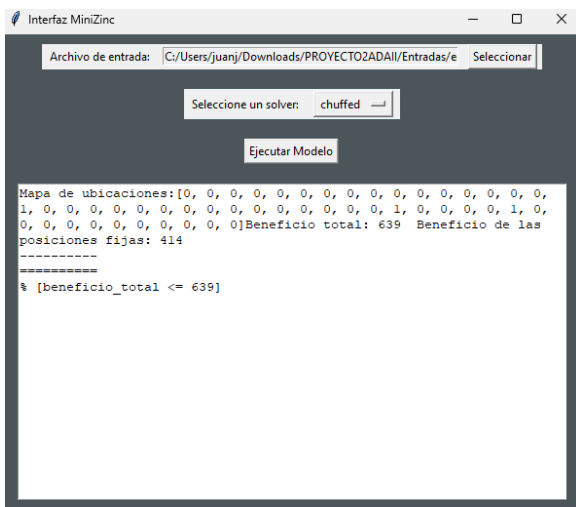 Interfaz MiniZinc
Archivo de entrada: C:/Users/juanj/Downloads/PROYECTO2ADAII/Entradas/e Seleccionar
Seleccione un solver: chuffed
Ejecutar Modelo
Mapa de ubicaciones:[0, 0, 0, 0, 0, 0, 0, 0, 0, 0, 0, 0, 0, 0, 0, 0,
1, 0, 0, 0, 0, 0, 0, 0, 0, 0, 0, 0, 0, 0, 0, 0, 1, 0, 0, 0, 0, 1, 0,
0, 0, 0, 0, 0, 0, 0, 0, 0, 0]Beneficio total: 639  Beneficio de las
posiciones fijas: 414
----------
==========
% [beneficio_total <= 639]